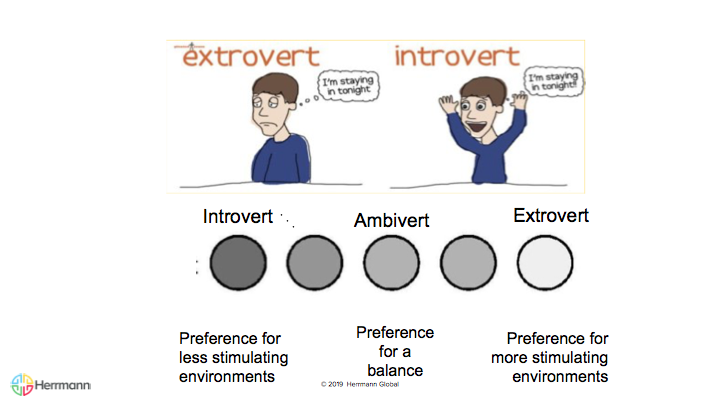 extrovert
introvert
I'm staying
in tonight
I'm staying
in tonight!!
Introvert
Ambivert
Extrovert
Preference for
less stimulating
environments
Preference
for a
balance
Preference for
more stimulating
environments
Herrmann
© 2019 Herrmann Global